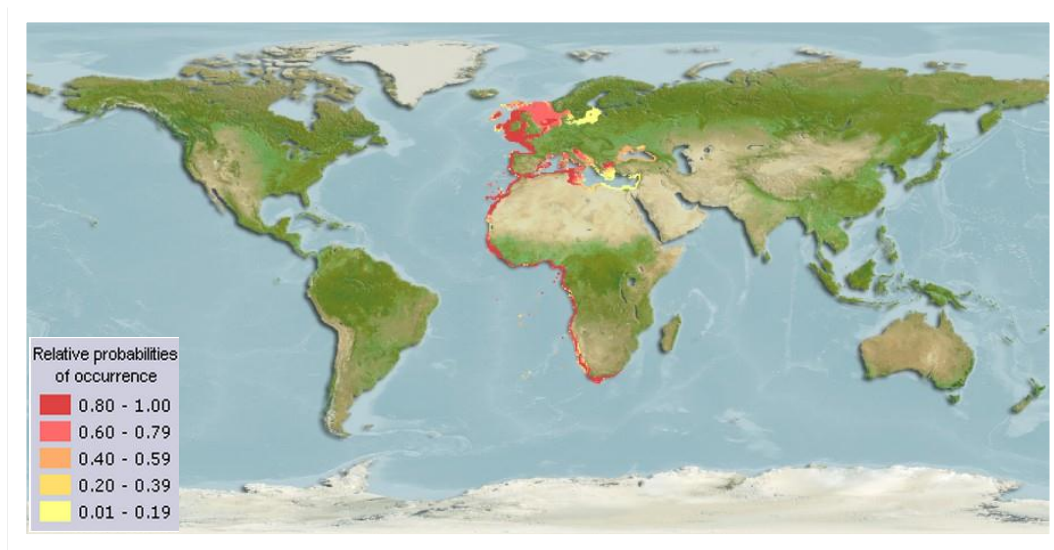 Relative probabilities
of occurrence
0.80 - 1.00
0.60 - 0.79
0.40 - 0.59
0.20 - 0.39
0.01 - 0.19